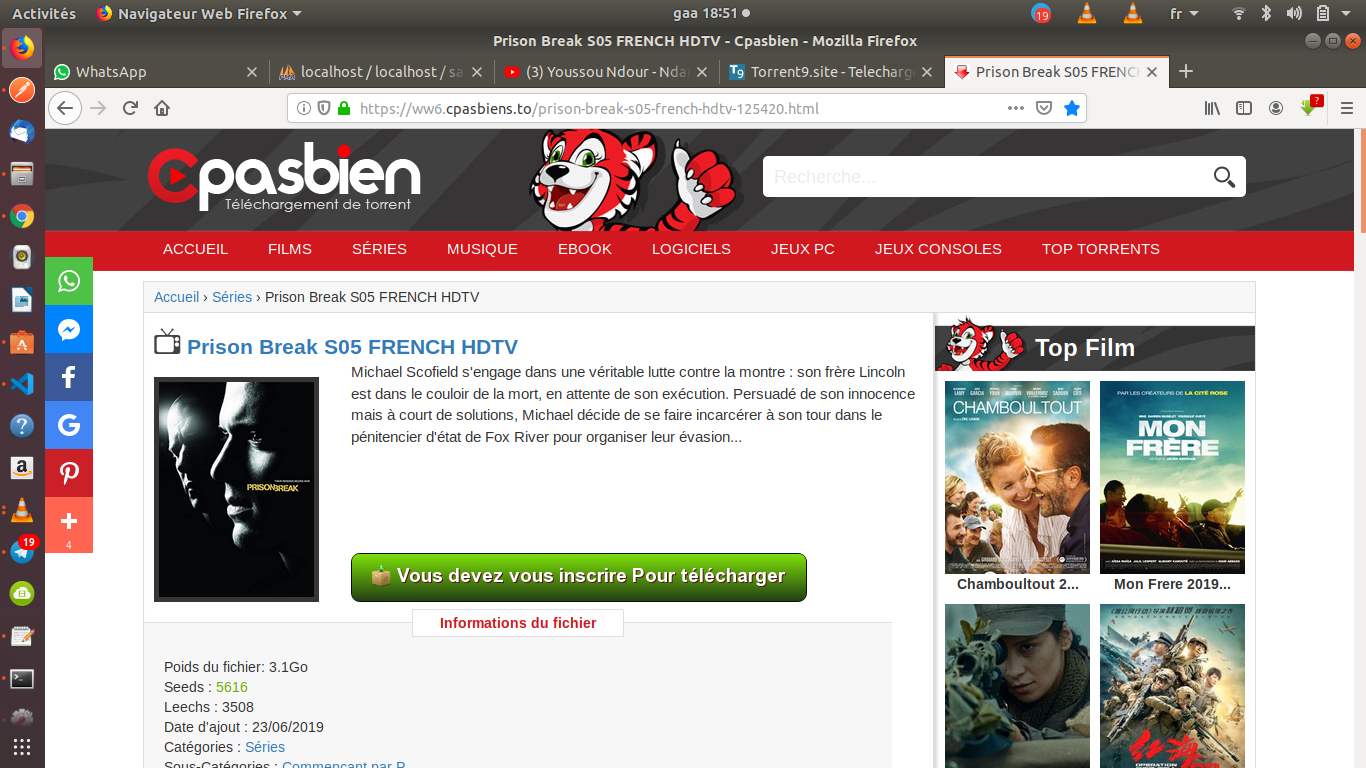 Activités
Navigateur Web Firefox
gaa 18:51
19
fr
Prison Break S05 FRENCH HDTV - Cpasbien - Mozilla Firefox
WhatsApp
localhost / localhost / sa
(3) Youssou Ndour - Ndar
Torrent9.site - Telecharge
Prison Break S05 FRENCH
https://ww6.cpasbiens.to/prison-break-s05-french-hdtv-125420.html
Cpasbien
Téléchargement de torrent
Recherche...
ACCUEIL
FILMS
SÉRIES
MUSIQUE
EBOOK
LOGICIELS
JEUX PC
JEUX CONSOLES
TOP TORRENTS
Accueil › Séries › Prison Break S05 FRENCH HDTV
Prison Break S05 FRENCH HDTV
Michael Scofield s'engage dans une véritable lutte contre la montre : son frère Lincoln
est dans le couloir de la mort, en attente de son exécution. Persuadé de son innocence
mais à court de solutions, Michael décide de se faire incarcérer à son tour dans le
pénitencier d'état de Fox River pour organiser leur évasion...
PRISON BREAK
Vous devez vous inscrire Pour télécharger
Informations du fichier
Poids du fichier: 3.1Go
Seeds : 5616
Leechs : 3508
Date d'ajout : 23/06/2019
Catégories : Séries
Sous-Catégories : Commençant par P
4
19
Top Film
CHAMBOULTOUT
Chamboultout 2...
PAR LES CRÉATEURS DE LA CITÉ ROSE
MON
FRÈRE
Mon Frere 2019...